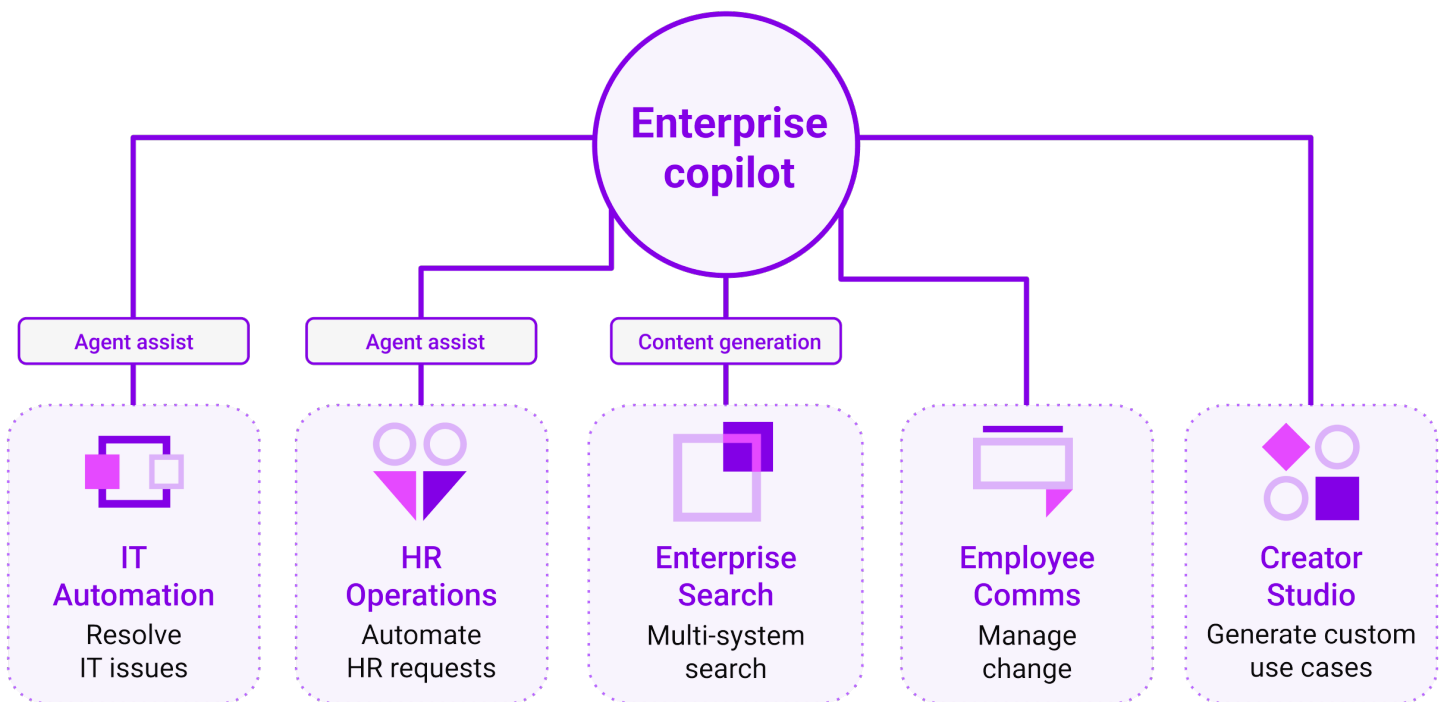 Enterprise
copilot
Agent assist
Agent assist
Content generation
IT
Automation
Resolve
IT issues
HR
Operations
Automate
HR requests
Enterprise
Search
Multi-system
search
Employee
Comms
Manage
change
Creator
Studio
Generate custom
use cases